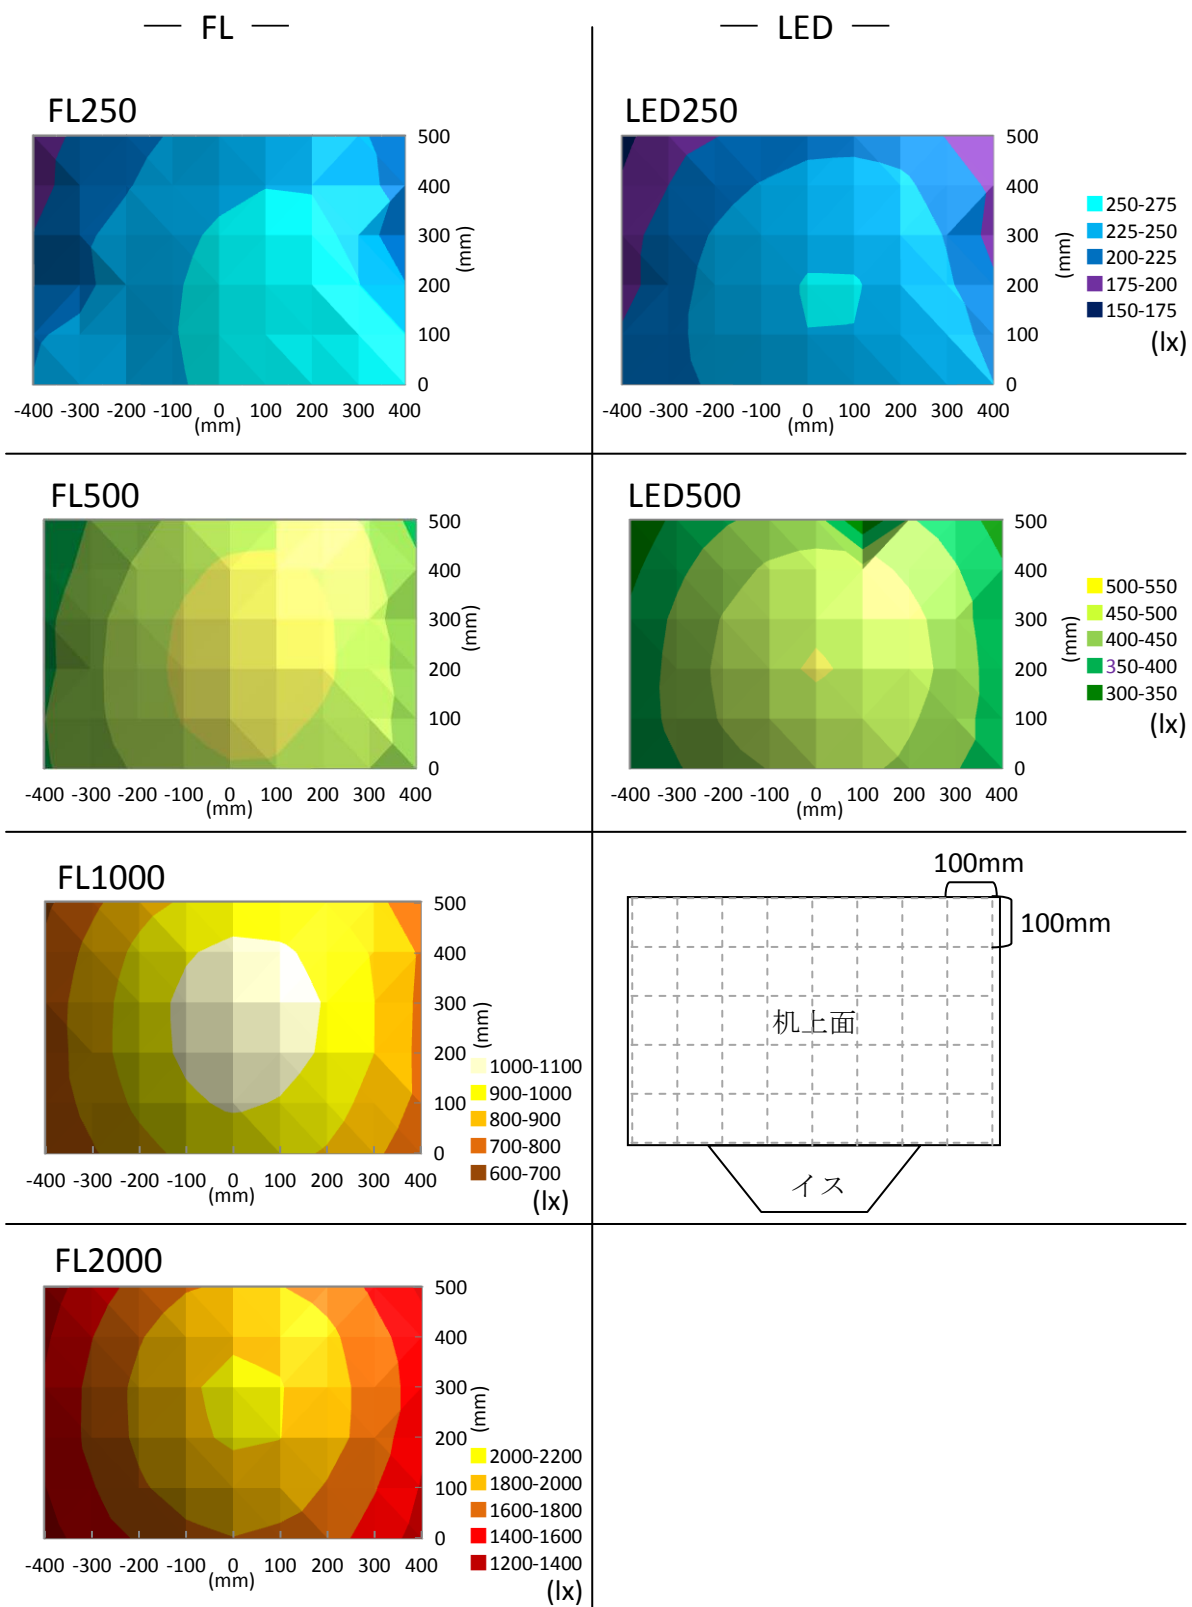 — FL —
— LED —
FL250
500
400
300
200
100
0
(mm)
-400 -300 -200 -100 0 100 200 300 400
(mm)
LED250
500
400
300
200
100
0
(mm)
-400 -300 -200 -100 0 100 200 300 400
(mm)
250-275
225-250
200-225
175-200
150-175
(lx)
FL500
500
400
300
200
100
0
(mm)
-400 -300 -200 -100 0 100 200 300 400
(mm)
LED500
500
400
300
200
100
0
(mm)
-400 -300 -200 -100 0 100 200 300 400
(mm)
500-550
450-500
400-450
350-400
300-350
(lx)
FL1000
500
400
300
200
100
0
(mm)
-400 -300 -200 -100 0 100 200 300 400
(mm)
1000-1100
900-1000
800-900
700-800
600-700
(lx)
100mm
100mm
机上面
イス
FL2000
500
400
300
200
100
0
(mm)
-400 -300 -200 -100 0 100 200 300 400
(mm)
2000-2200
1800-2000
1600-1800
1400-1600
1200-1400
(lx)